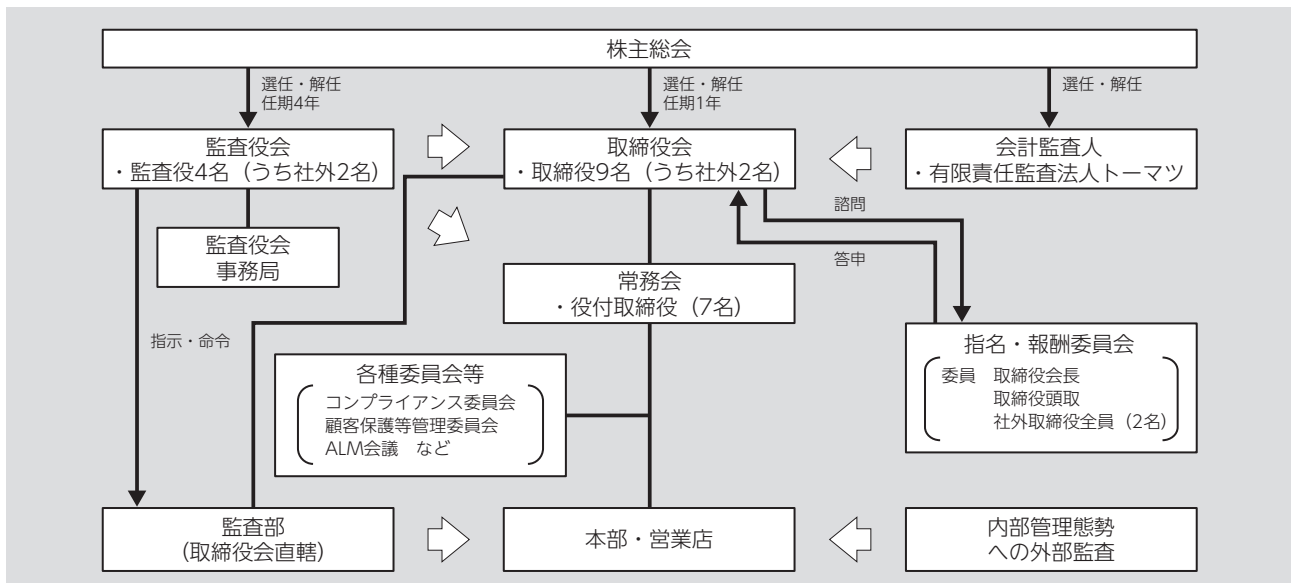 株主総会
選任・解任
任期4年
選任・解任
任期1年
選任・解任
監査役会
・監査役4名（うち社外2名）
取締役会
・取締役9名（うち社外2名）
会計監査人
・有限責任監査法人トーマツ
諮問
答申
監査役会
事務局
常務会
・役付取締役（7名）
指示・命令
指名・報酬委員会
委員　取締役会長
取締役頭取
社外取締役全員（2名）
各種委員会等
コンプライアンス委員会
顧客保護等管理委員会
ALM会議　など
監査部
（取締役会直轄）
本部・営業店
内部管理態勢
への外部監査